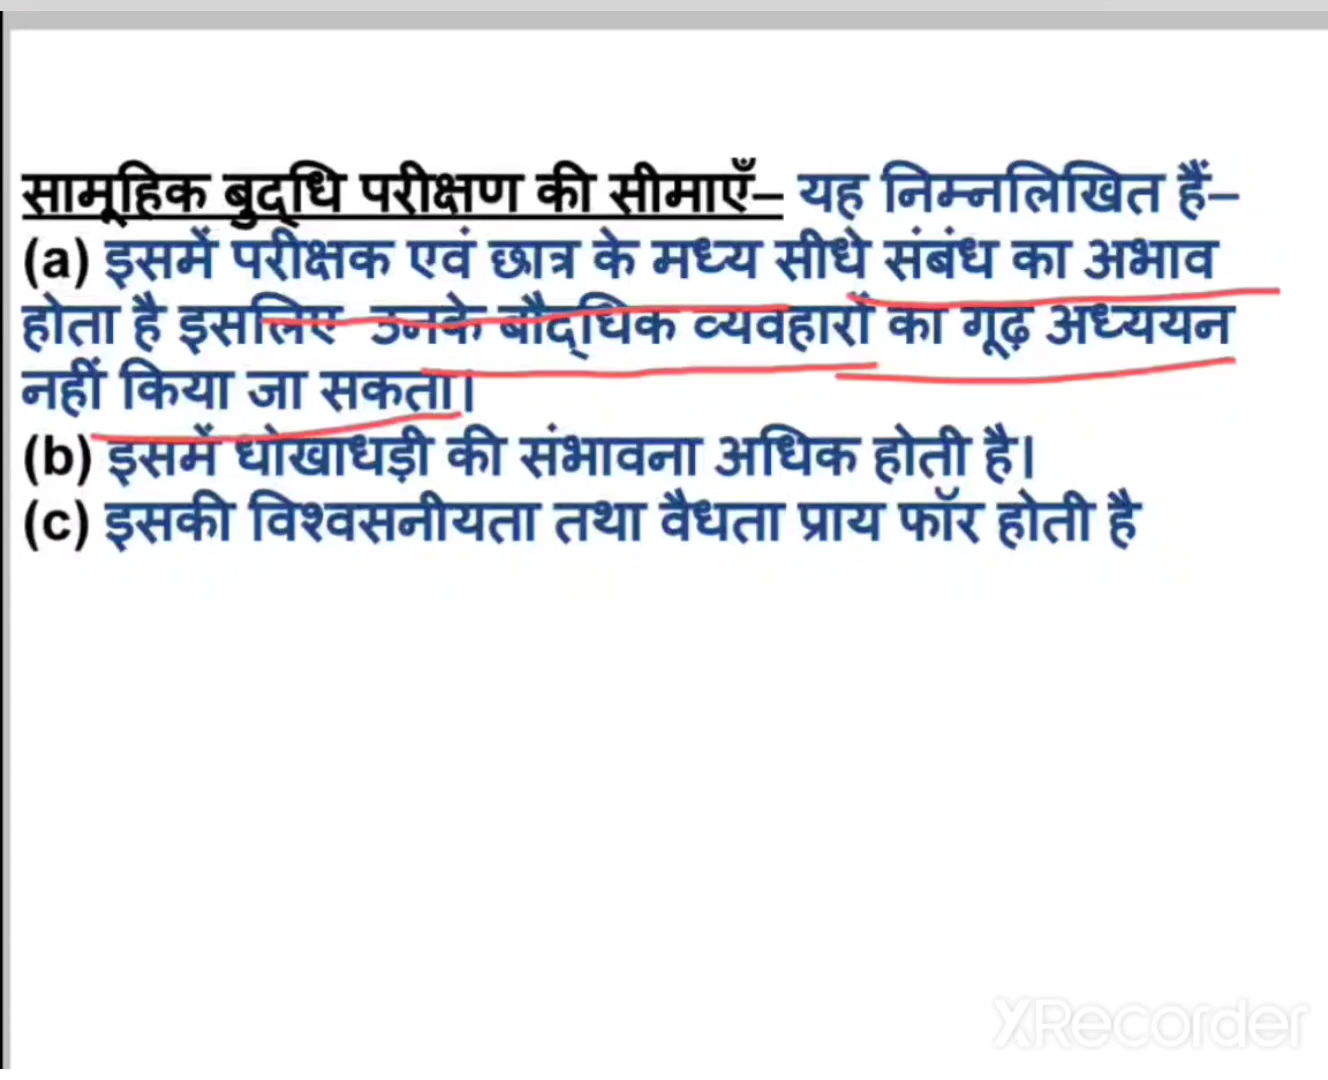 सामूहिक बुद्धि परीक्षण की सीमाएँ– यह निम्नलिखित हैं–
(a) इसमें परीक्षक एवं छात्र के मध्य सीधे संबंध का अभाव
होता है इसलिए उनके बौद्धिक व्यवहारों का गूढ़ अध्ययन
नहीं किया जा सकता।
(b) इसमें धोखाधड़ी की संभावना अधिक होती है।
(c) इसकी विश्वसनीयता तथा वैधता प्राय फॉर होती है
XRecorder